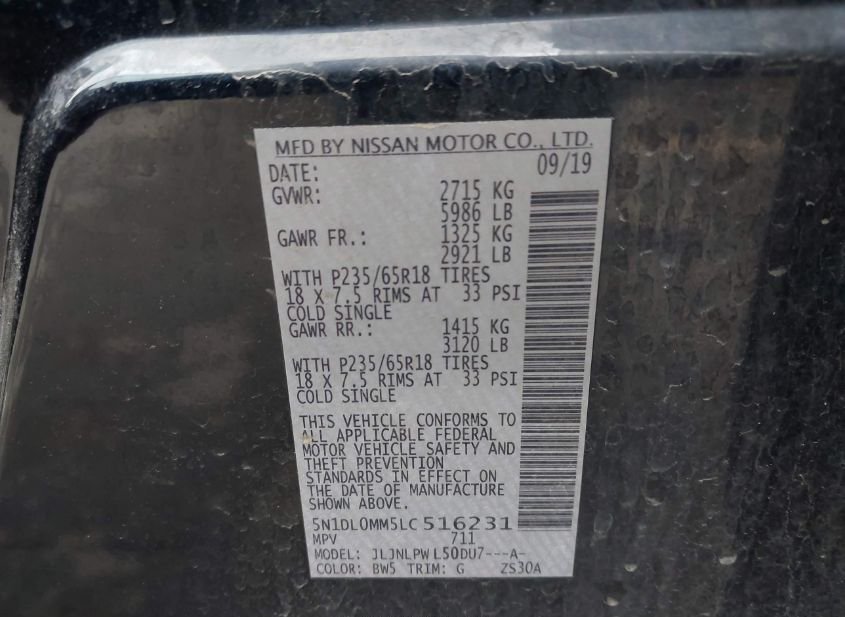 MFD BY NISSAN MOTOR CO., LTD.
DATE: 09/19
GVWR: 2715 KG
5986 LB
GAWR FR.: 1325 KG
2921 LB
WITH P235/65R18 TIRES
18 X 7.5 RIMS AT 33 PSI
COLD SINGLE
GAWR RR.: 1415 KG
3120 LB
WITH P235/65R18 TIRES
18 X 7.5 RIMS AT 33 PSI
COLD SINGLE
THIS VEHICLE CONFORMS TO
ALL APPLICABLE FEDERAL
MOTOR VEHICLE SAFETY AND
THEFT PREVENTION
STANDARDS IN EFFECT ON
THE DATE OF MANUFACTURE
SHOWN ABOVE.
5N1DL0MM5LC516231
MPV 711
MODEL: JLJNLPWL50DU7---A-
COLOR: BW5 TRIM: G ZS30A